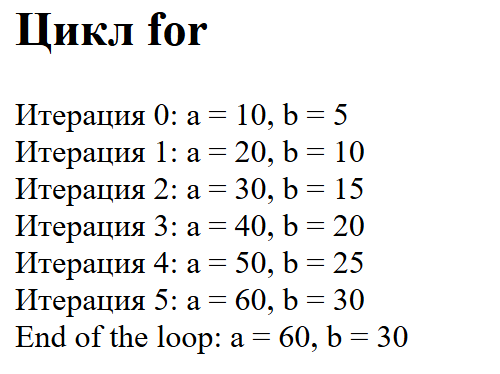 Цикл for
Итерация 0: a = 10, b = 5
Итерация 1: a = 20, b = 10
Итерация 2: a = 30, b = 15
Итерация 3: a = 40, b = 20
Итерация 4: a = 50, b = 25
Итерация 5: a = 60, b = 30
End of the loop: a = 60, b = 30